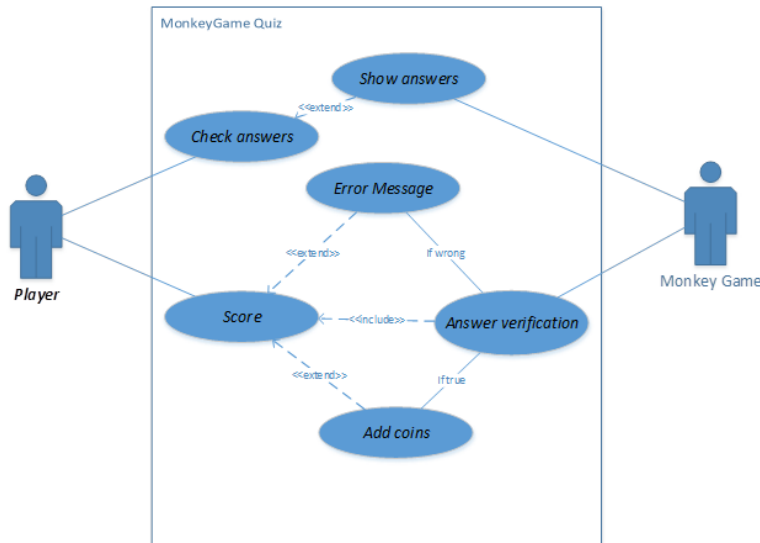 MonkeyGame Quiz
Show answers
<<extend>>
Check answers
Error Message
<<extend>>
If wrong
Player
Monkey Game
Score
<<include>>
Answer verification
<<extend>>
If true
Add coins